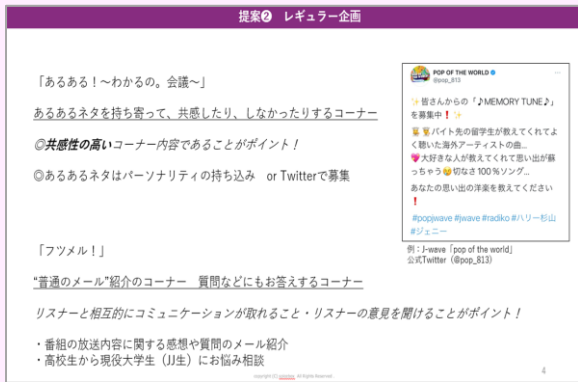 提案❷　レギュラー企画
「あるある！～わかるの。会議～」
あるあるネタを持ち寄って、共感したり、しなかったりするコーナー
◎共感性の高いコーナー内容であることがポイント！
◎あるあるネタはパーソナリティの持ち込み　or Twitterで募集
「フツメル！」
“普通のメール”紹介のコーナー　質問などにもお答えするコーナー
リスナーと相互的にコミュニケーションが取れること・リスナーの意見を聞けることがポイント！
・番組の放送内容に関する感想や質問のメール紹介
・高校生から現役大学生（JJ生）にお悩み相談
POP OF THE WORLD
@pop_813
✨皆さんからの「♪MEMORY TUNE♪」
を募集中❗✨
バイト先の留学生が教えてくれてよ
く聴いた海外アーティストの曲...
💖大好きな人が教えてくれて思い出が蘇
っちゃう🥲切なさ100％ソング...
あなたの思い出の洋楽を教えてください
❗
#popjwave #jwave #radiko #ハリー杉山
#ジェニー
例：J-wave「pop of the world」
公式Twitter（@pop_813）
4